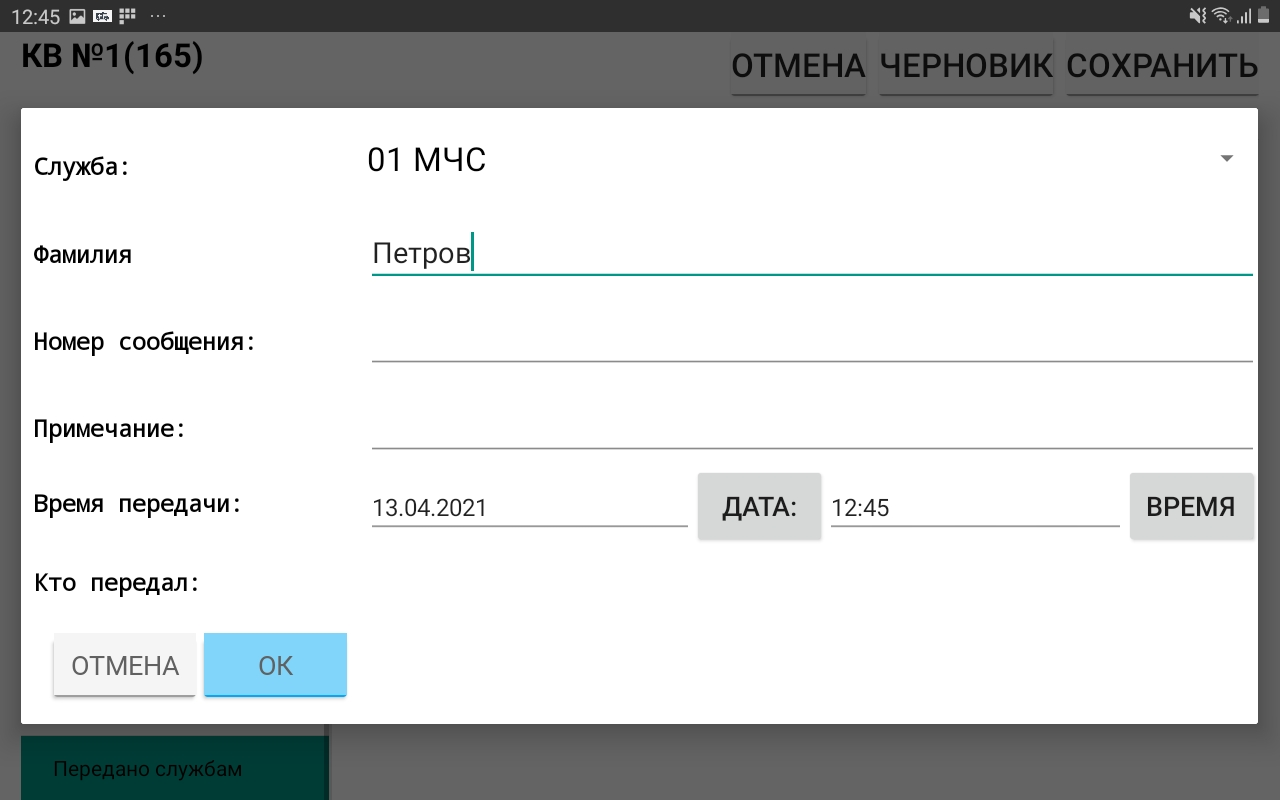 12:45
КВ №1(165)
ОТМЕНА ЧЕРНОВИК СОХРАНИТЬ
Служба: 01 МЧС
Фамилия Петров
Номер сообщения:
Примечание:
Время передачи: 13.04.2021 ДАТА: 12:45 ВРЕМЯ
Кто передал:
ОТМЕНА ОК
Передано службам